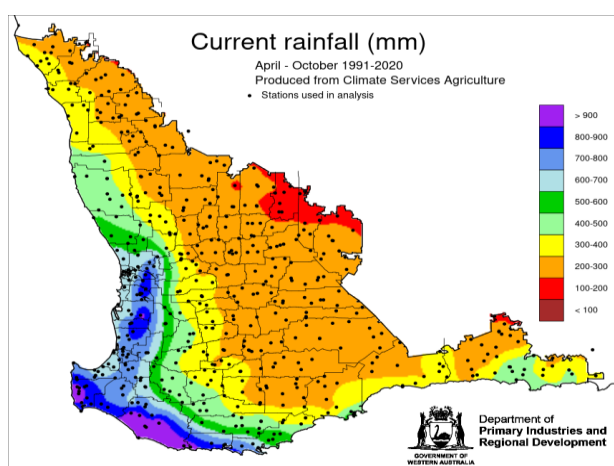 Current rainfall (mm)
April - October 1991-2020
Produced from Climate Services Agriculture
Stations used in analysis
> 900
800-900
700-800
600-700
500-600
400-500
300-400
200-300
100-200
< 100
Department of
Primary Industries and
Regional Development
GOVERNMENT OF
WESTERN AUSTRALIA